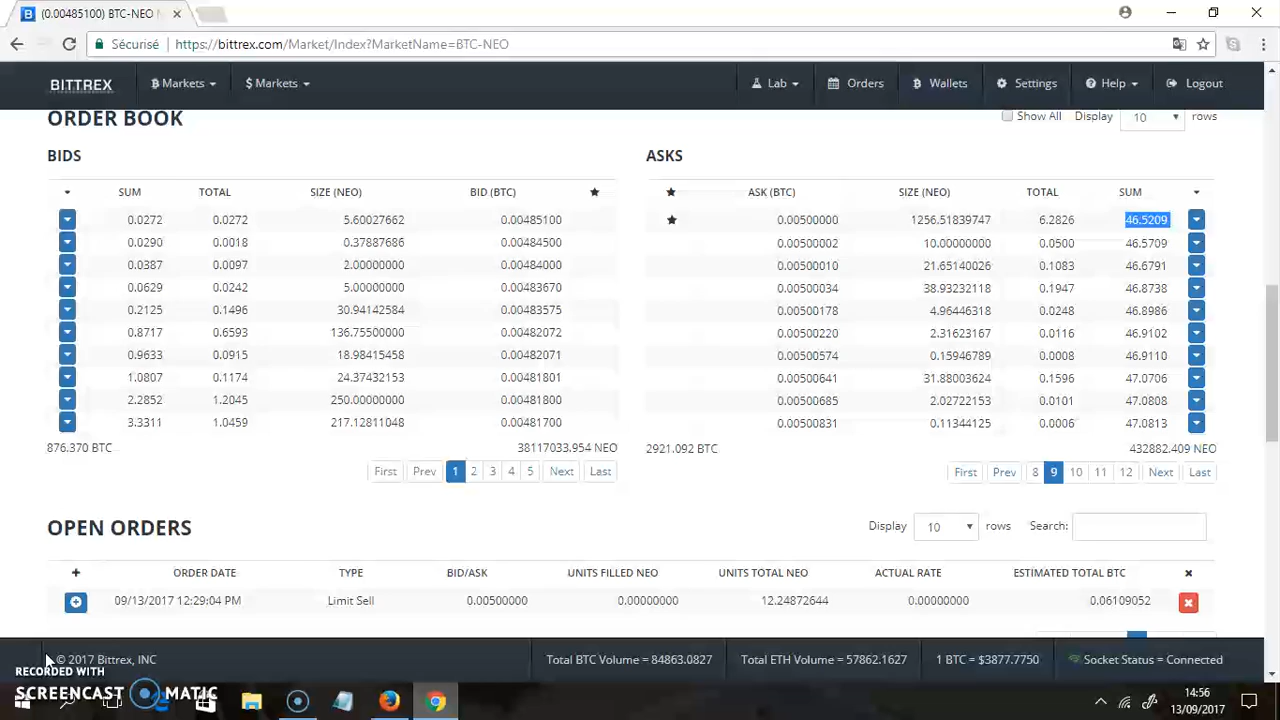 (0.00485100) BTC-NEO
Sécurisé https://bittrex.com/Market/Index?MarketName=BTC-NEO
BITTREX Markets $ Markets Lab Orders Wallets Settings Help Logout
ORDER BOOK
Show All Display 10 rows
BIDS
SUM TOTAL SIZE (NEO) BID (BTC)
0.0272 0.0272 5.60027662 0.00485100
0.0290 0.0018 0.37887686 0.00484500
0.0387 0.0097 2.00000000 0.00484000
0.0629 0.0242 5.00000000 0.00483670
0.2125 0.1496 30.94142584 0.00483575
0.8717 0.6593 136.75500000 0.00482072
0.9633 0.0915 18.98415458 0.00482071
1.0807 0.1174 24.37432153 0.00481801
2.2852 1.2045 250.00000000 0.00481800
3.3311 1.0459 217.12811048 0.00481700
876.370 BTC 38117033.954 NEO
First Prev 1 2 3 4 5 Next Last
ASKS
ASK (BTC) SIZE (NEO) TOTAL SUM
0.00500000 1256.51839747 6.2826 46.5209
0.00500002 10.00000000 0.0500 46.5709
0.00500010 21.65140026 0.1083 46.6791
0.00500034 38.93232118 0.1947 46.8738
0.00500178 4.96446318 0.0248 46.8986
0.00500220 2.31623167 0.0116 46.9102
0.00500574 0.15946789 0.0008 46.9110
0.00500641 31.88003624 0.1596 47.0706
0.00500685 2.02722153 0.0101 47.0808
0.00500831 0.11344125 0.0006 47.0813
2921.092 BTC 432882.409 NEO
First Prev 8 9 10 11 12 Next Last
OPEN ORDERS
Display 10 rows Search:
ORDER DATE TYPE BID/ASK UNITS FILLED NEO UNITS TOTAL NEO ACTUAL RATE ESTIMATED TOTAL BTC
09/13/2017 12:29:04 PM Limit Sell 0.00500000 0.00000000 12.24872644 0.00000000 0.06109052
© 2017 Bittrex, INC Total BTC Volume = 84863.0827 Total ETH Volume = 57862.1627 1 BTC = $3877.7750 Socket Status = Connected
RECORDED WITH
SCREENCAST MATIC
14:56
13/09/2017